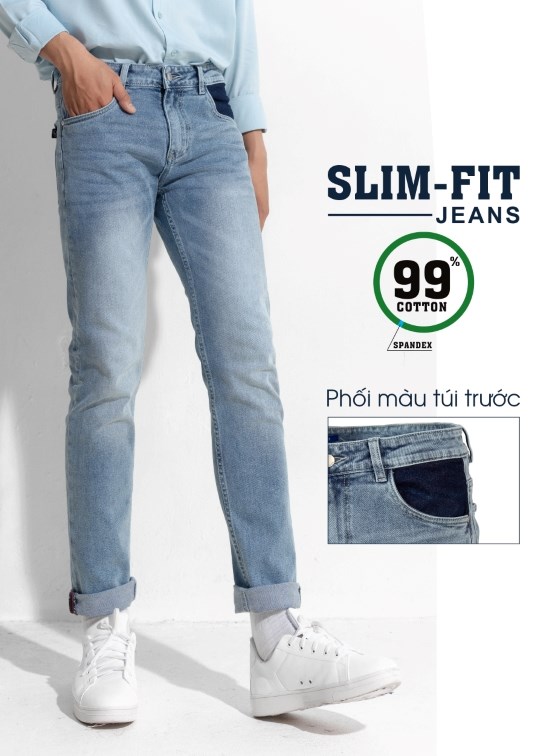 SLIM-FIT
JEANS
99%
COTTON
SPANDEX
Phối màu túi trước